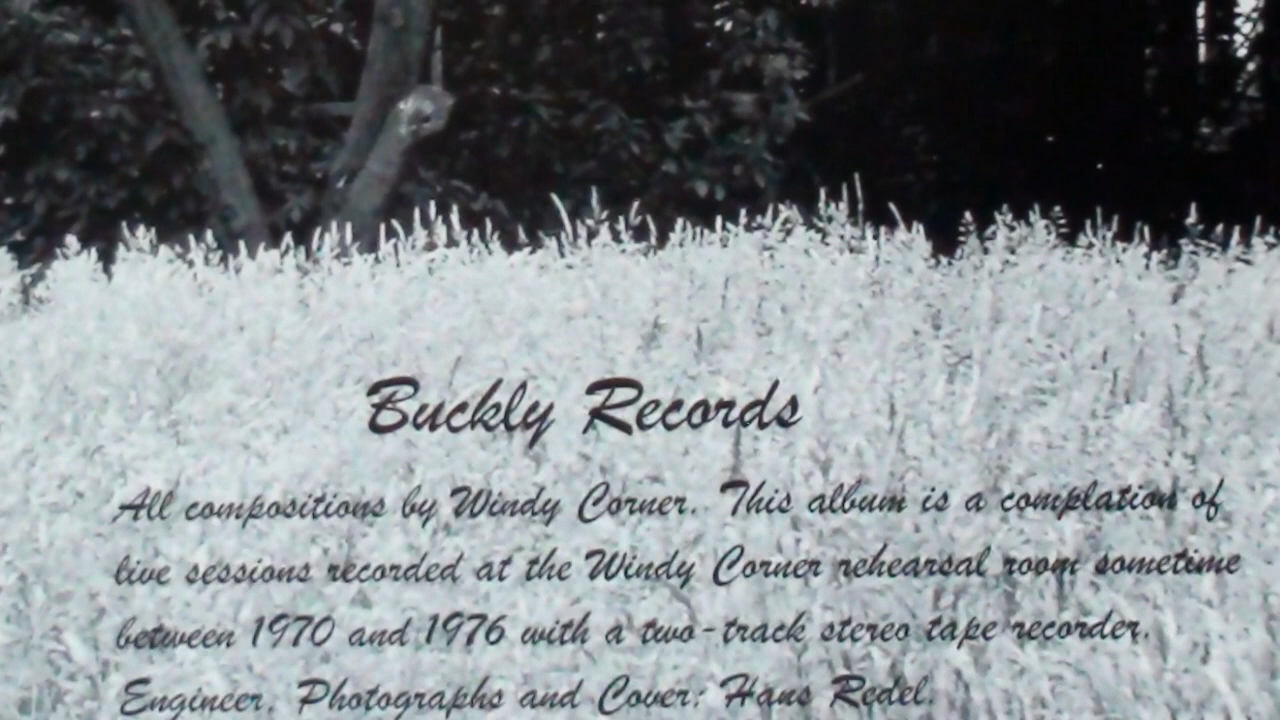 Buckly Records
All compositions by Windy Corner. This album is a complation of
live sessions recorded at the Windy Corner rehearsal room sometime
between 1970 and 1976 with a two-track stereo tape recorder.
Engineer, Photographs and Cover: Hans Redel.